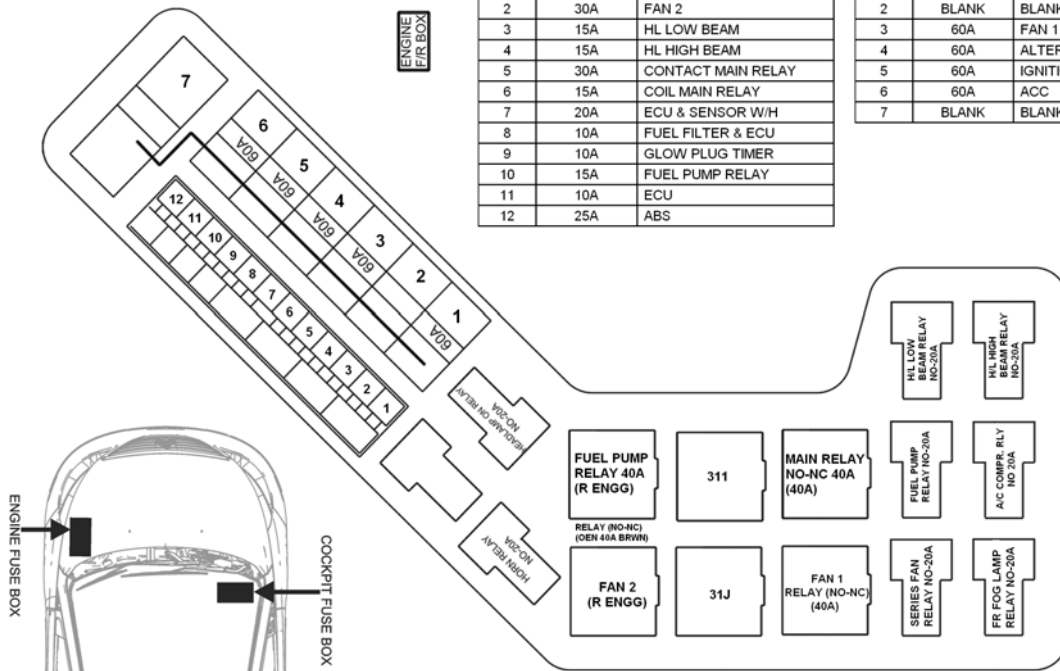 ENGINE
F/R BOX
2 30A FAN 2
3 15A HL LOW BEAM
4 15A HL HIGH BEAM
5 30A CONTACT MAIN RELAY
6 15A COIL MAIN RELAY
7 20A ECU & SENSOR W/H
8 10A FUEL FILTER & ECU
9 10A GLOW PLUG TIMER
10 15A FUEL PUMP RELAY
11 10A ECU
12 25A ABS
2 BLANK BLANK
3 60A FAN 1
4 60A ALTER
5 60A IGNITI
6 60A ACC
7 BLANK BLANK
7
6
60A
5
60A
4
60A
3
60A
2
1
60A
12
11
10
9
8
7
6
5
4
3
2
1
HEADLAMP ON RELAY
NO-20A
HORN RELAY
NO-20A
FUEL PUMP
RELAY 40A
(R ENGG)
311
MAIN RELAY
NO-NC 40A
(40A)
RELAY (NO-NC)
(OEN 40A BRWN)
FAN 2
(R ENGG)
31J
FAN 1
RELAY (NO-NC)
(40A)
H/L LOW
BEAM RELAY
NO-20A
H/L HIGH
BEAM RELAY
NO-20A
FUEL PUMP
RELAY NO-20A
A/C COMPR. RLY
NO 20A
SERIES FAN
RELAY NO-20A
FR FOG LAMP
RELAY NO-20A
ENGINE FUSE BOX
COCKPIT FUSE BOX